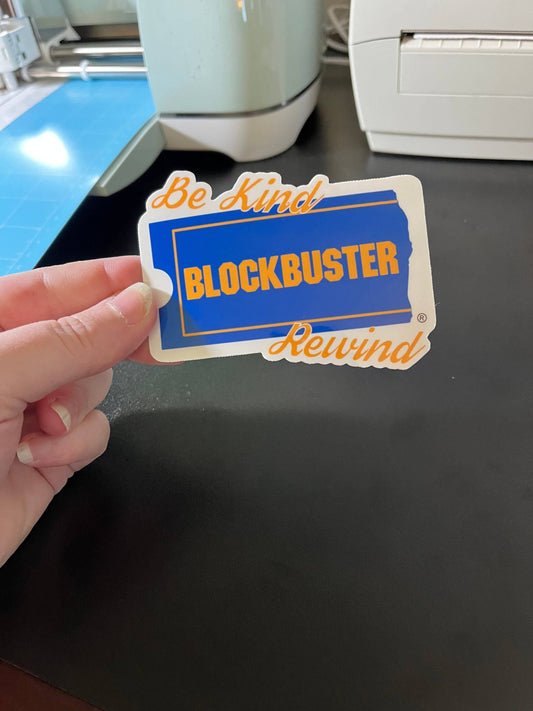 Be Kind
BLOCKBUSTER
®
Rewind